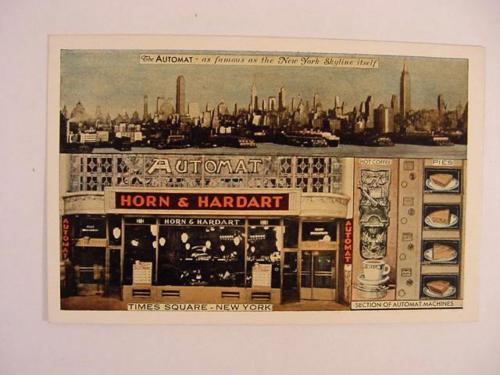 The AUTOMAT - as famous as the New York Skyline itself
AUTOMAT
HORN & HARDART
HORN & HARDART
AUTOMAT
AUTOMAT
TIMES SQUARE - NEW YORK
HOT COFFEE
PIES
SECTION OF AUTOMAT MACHINES